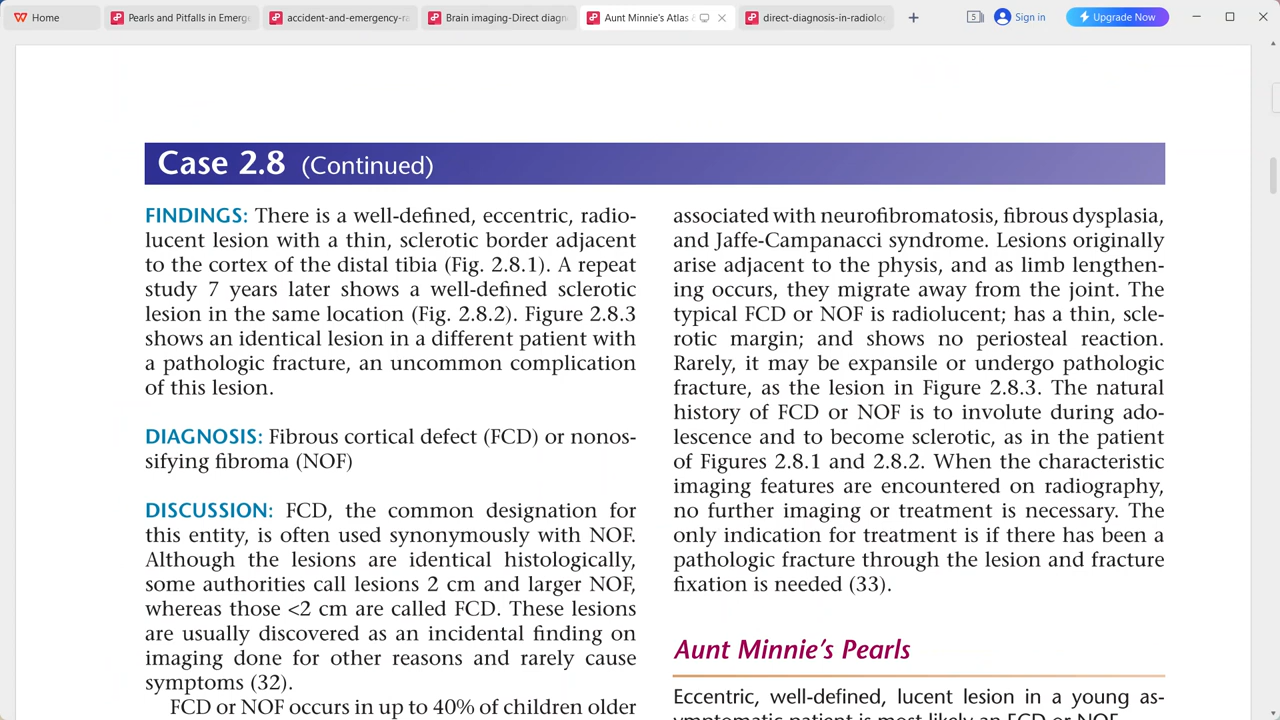 Home
Pearls and Pitfalls in Emerge
accident-and-emergency-ra
Brain imaging-Direct diagn
Aunt Minnie's Atlas
direct-diagnosis-in-radiolo
5
Sign in
Upgrade Now
Case 2.8 (Continued)
FINDINGS: There is a well-defined, eccentric, radio-
lucent lesion with a thin, sclerotic border adjacent
to the cortex of the distal tibia (Fig. 2.8.1). A repeat
study 7 years later shows a well-defined sclerotic
lesion in the same location (Fig. 2.8.2). Figure 2.8.3
shows an identical lesion in a different patient with
a pathologic fracture, an uncommon complication
of this lesion.
DIAGNOSIS: Fibrous cortical defect (FCD) or nonos-
sifying fibroma (NOF)
DISCUSSION: FCD, the common designation for
this entity, is often used synonymously with NOF.
Although the lesions are identical histologically,
some authorities call lesions 2 cm and larger NOF,
whereas those <2 cm are called FCD. These lesions
are usually discovered as an incidental finding on
imaging done for other reasons and rarely cause
symptoms (32).
FCD or NOF occurs in up to 40% of children older
associated with neurofibromatosis, fibrous dysplasia,
and Jaffe-Campanacci syndrome. Lesions originally
arise adjacent to the physis, and as limb lengthen-
ing occurs, they migrate away from the joint. The
typical FCD or NOF is radiolucent; has a thin, scle-
rotic margin; and shows no periosteal reaction.
Rarely, it may be expansile or undergo pathologic
fracture, as the lesion in Figure 2.8.3. The natural
history of FCD or NOF is to involute during ado-
lescence and to become sclerotic, as in the patient
of Figures 2.8.1 and 2.8.2. When the characteristic
imaging features are encountered on radiography,
no further imaging or treatment is necessary. The
only indication for treatment is if there has been a
pathologic fracture through the lesion and fracture
fixation is needed (33).
Aunt Minnie's Pearls
Eccentric, well-defined, lucent lesion in a young as-
ymptomatic patient is most likely an FCD or NOF